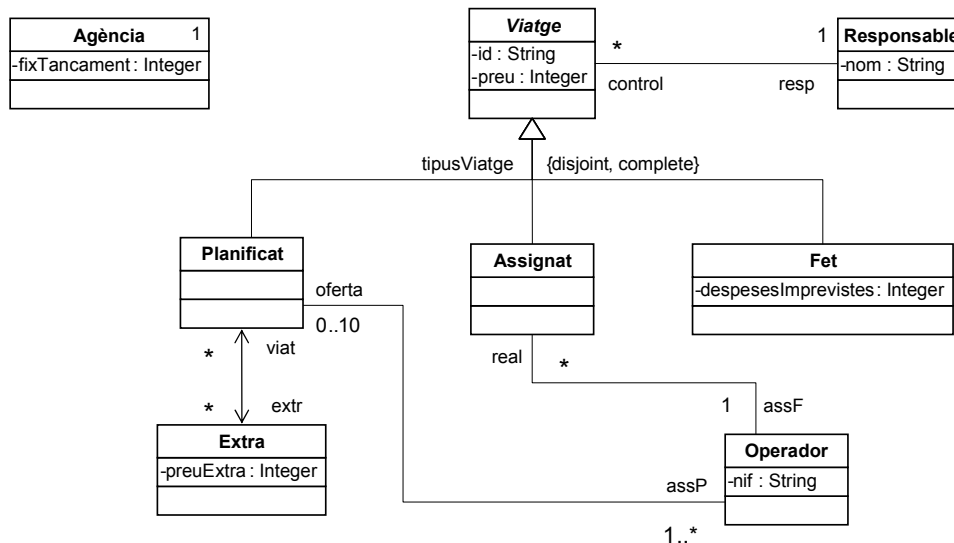 Agència 1
-fixTancament : Integer
Viatge
-id : String
-preu : Integer
*
control
1
resp
Responsable
-nom : String
tipusViatge {disjoint, complete}
Planificat
oferta
0..10
Assignat
Fet
-despesesImprevistes : Integer
* viat
* extr
real *
1 assF
Extra
-preuExtra : Integer
Operador
-nif : String
assP
1..*